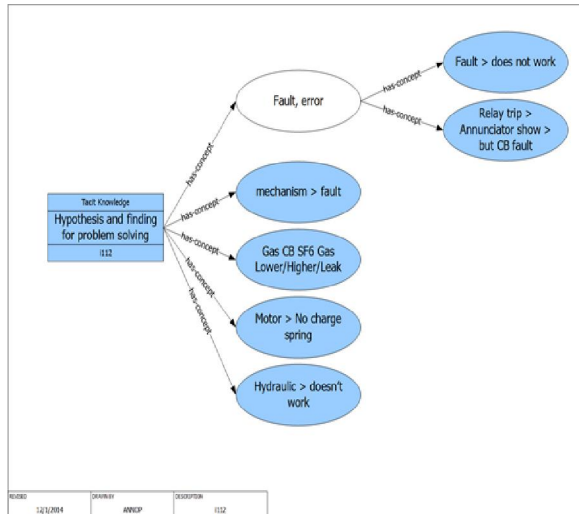 Fault > does not work
has-concept
Fault, error
has-concept
Relay trip >
Annunciator show >
but CB fault
has-concept
mechanism > fault
has-concept
Tacit Knowledge
Hypothesis and finding
for problem solving
i112
has-concept
Gas CB SF6 Gas
Lower/Higher/Leak
has-concept
Motor > No charge
spring
has-concept
Hydraulic > doesn't
work
REVISED
DRAWN BY
DESCRIPTION
12/1/2014
ANNOP
i112